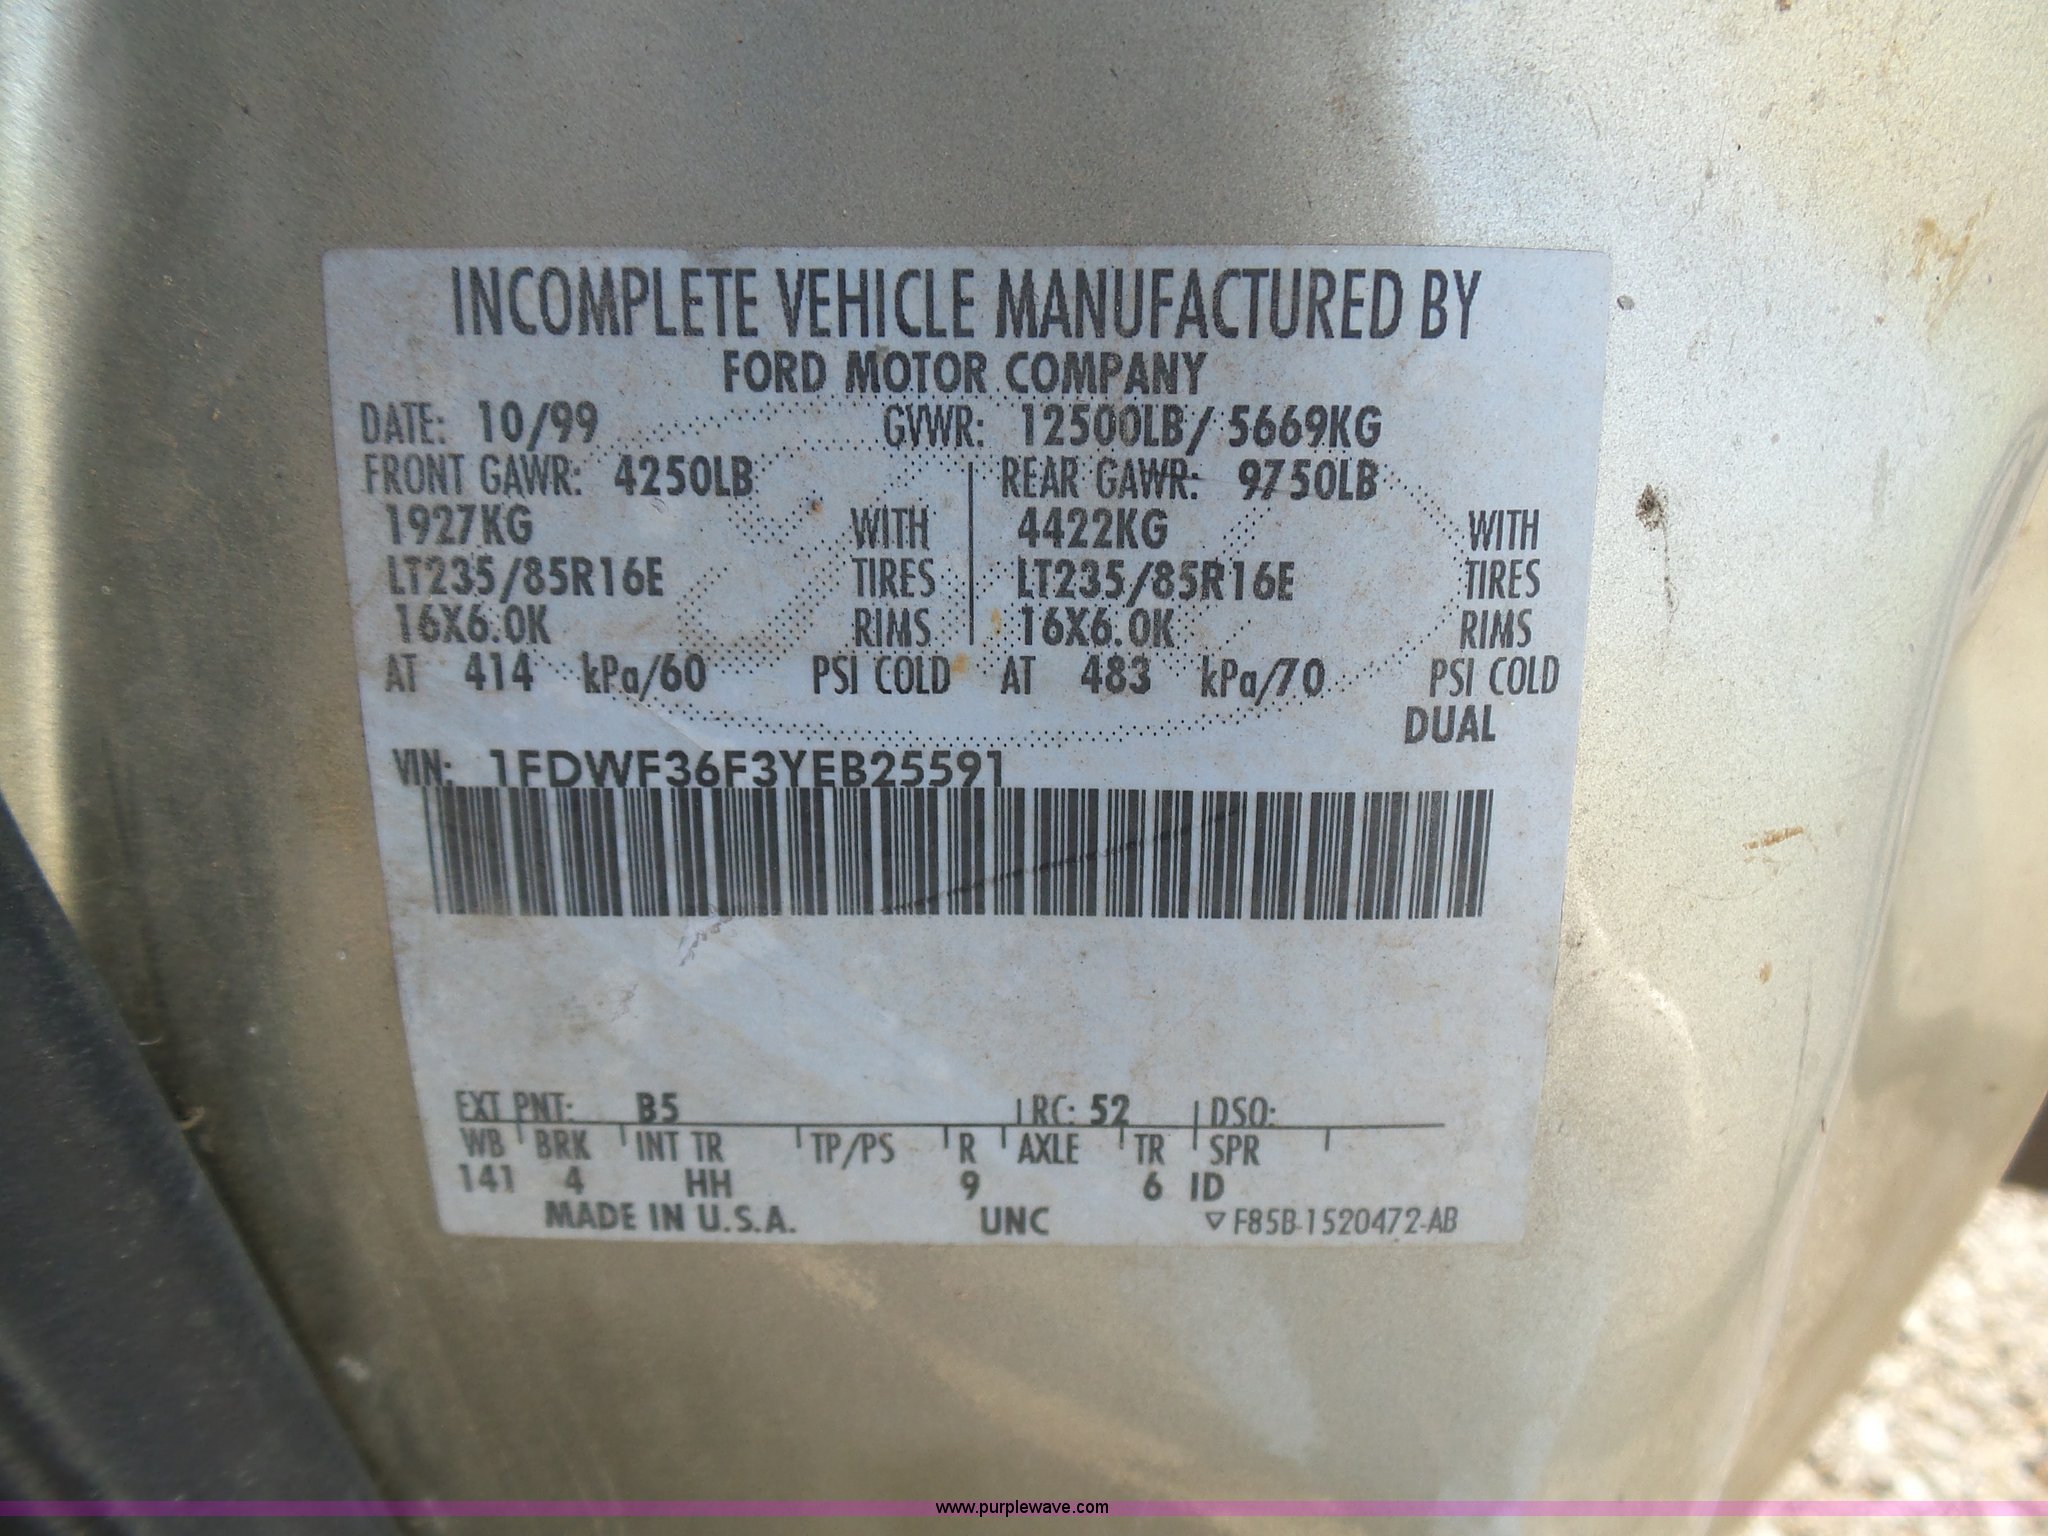 INCOMPLETE VEHICLE MANUFACTURED BY
FORD MOTOR COMPANY
DATE: 10/99 GVWR: 12500LB/ 5669KG
FRONT GAWR: 4250LB REAR GAWR: 9750LB
1927KG WITH 4422KG WITH
LT235/85R16E TIRES LT235/85R16E TIRES
16X6.0K RIMS 16X6.0K RIMS
AT 414 kPa/60 PSI COLD AT 483 kPa/70 PSI COLD
DUAL
VIN: 1FDWF36F3YEB25591
EXT PNT: B5 RC: 52 DSO:
WB BRK INT TR TP/PS R AXLE TR SPR
141 4 HH 9 6 ID
MADE IN U.S.A. UNC ▽ F85B-1520472-AB
www.purplewave.com